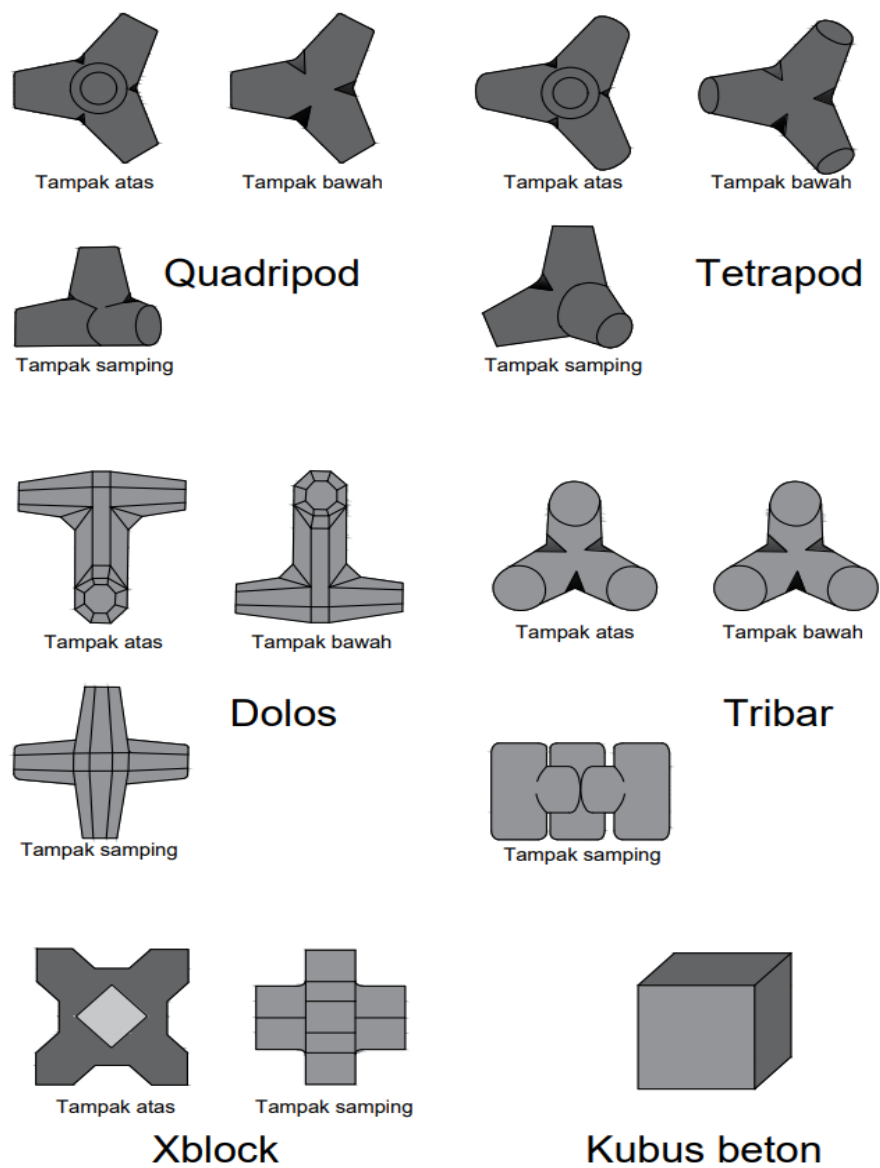 Tampak atas
Tampak bawah
Tampak atas
Tampak bawah
Quadripod
Tetrapod
Tampak samping
Tampak samping
Tampak atas
Tampak bawah
Tampak atas
Tampak bawah
Dolos
Tribar
Tampak samping
Tampak samping
Tampak atas
Tampak samping
Xblock
Kubus beton